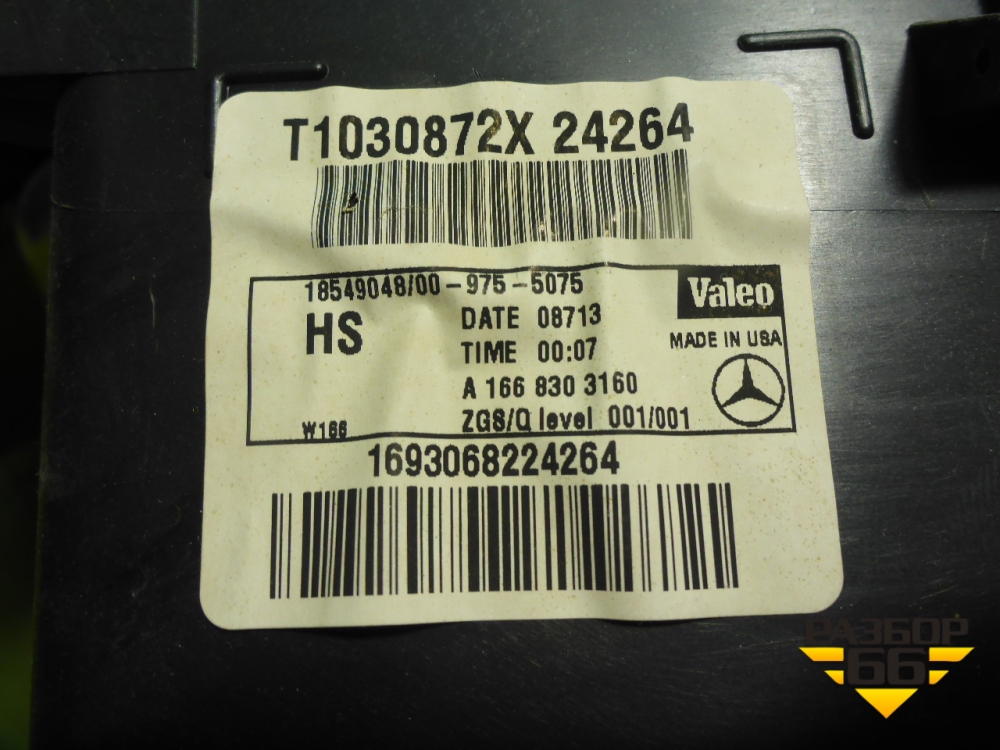 T1030872X 24264
18549048/00-975-5075
Valeo
HS
DATE 08713
MADE IN USA
TIME 00:07
A 166 830 3160
W166
ZGS/Q level 001/001
1693068224264
РАЗБОР
66